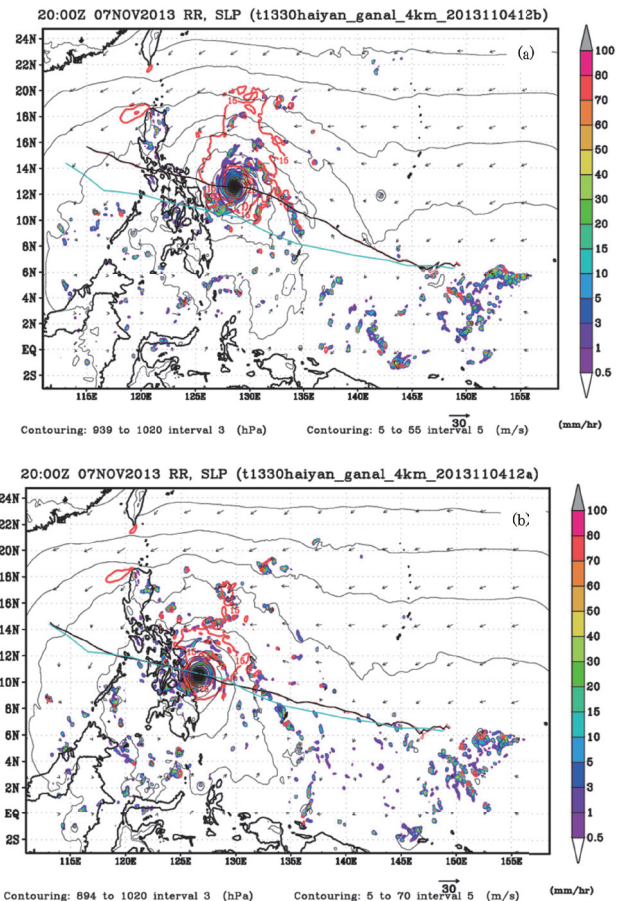 20:00Z 07NOV2013 RR, SLP (t1330haiyan_ganal_4km_2013110412b)
(a)
24N
22N
20N
18N
16N
14N
12N
10N
8N
6N
4N
2N
EQ
2S
115E 120E 125E 130E 135E 140E 145E 150E 155E
15
15
100
80
70
60
50
40
30
20
15
10
5
3
1
0.5
(mm/hr)
30
Contouring: 939 to 1020 interval 3 (hPa) Contouring: 5 to 55 interval 5 (m/s)
20:00Z 07NOV2013 RR, SLP (t1330haiyan_ganal_4km_2013110412a)
(b)
24N
22N
20N
18N
16N
14N
12N
10N
8N
6N
4N
2N
EQ
2S
115E 120E 125E 130E 135E 140E 145E 150E 155E
15
15
100
80
70
60
50
40
30
20
15
10
5
3
1
0.5
(mm/hr)
30
Contouring: 894 to 1020 interval 3 (hPa) Contouring: 5 to 70 interval 5 (m/s)